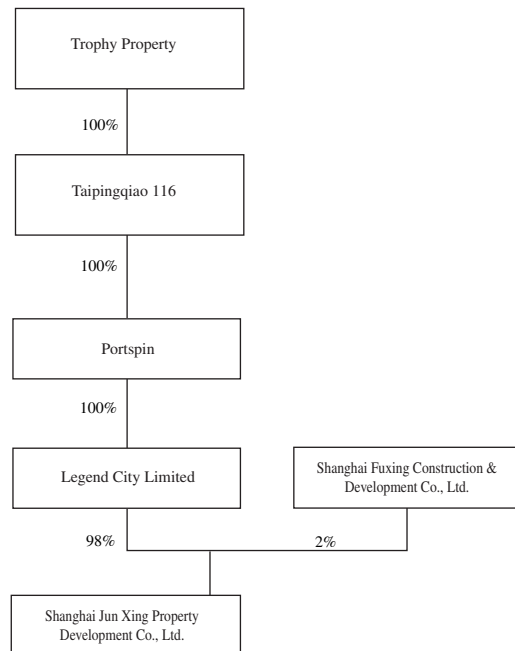 Trophy Property
100%
Taipingqiao 116
100%
Portspin
100%
Legend City Limited
Shanghai Fuxing Construction &
Development Co., Ltd.
98%
2%
Shanghai Jun Xing Property
Development Co., Ltd.